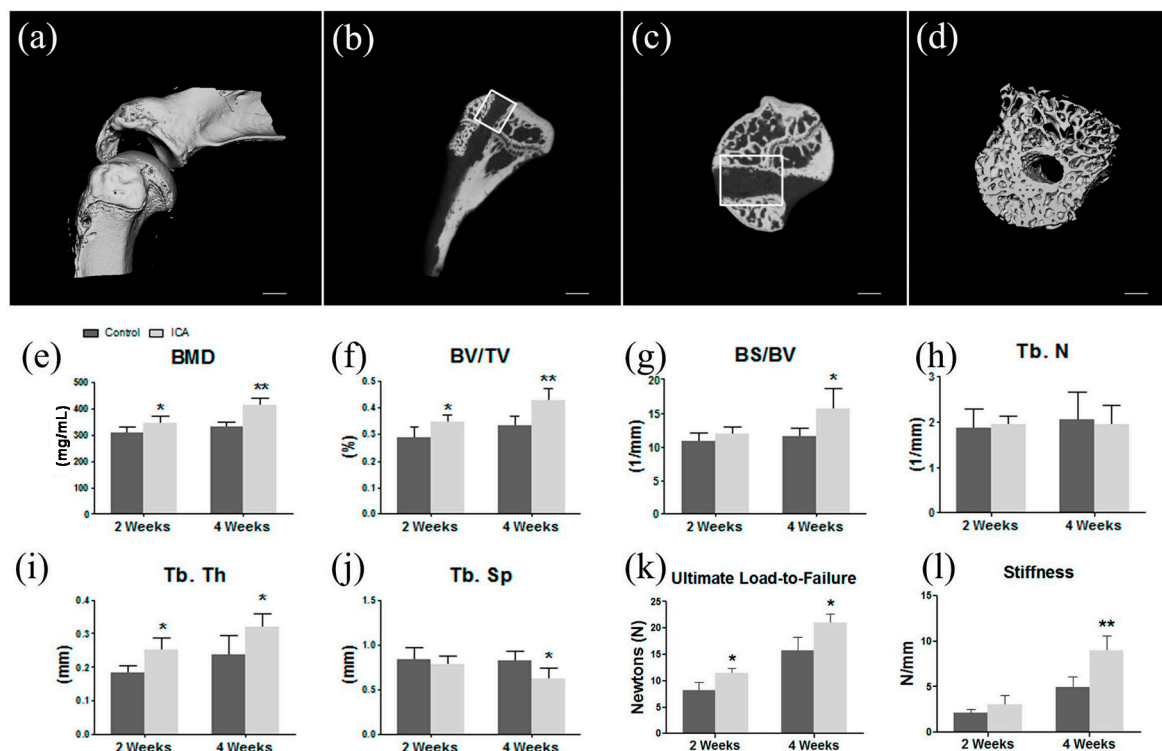 (a) (b) (c) (d)
Control ICA
(e) BMD
(mg/mL)
500
400
300
200
100
0
2 Weeks 4 Weeks
*
**
(f) BV/TV
(%)
0.5
0.4
0.3
0.2
0.1
0.0
2 Weeks 4 Weeks
*
**
(g) BS/BV
(1/mm)
20
15
10
5
0
2 Weeks 4 Weeks
*
(h) Tb. N
(1/mm)
3
2
1
0
2 Weeks 4 Weeks
(i) Tb. Th
(mm)
0.4
0.3
0.2
0.1
0.0
2 Weeks 4 Weeks
*
*
(j) Tb. Sp
(mm)
1.5
1.0
0.5
0.0
2 Weeks 4 Weeks
*
(k) Ultimate Load-to-Failure
Newtons (N)
25
20
15
10
5
0
2 Weeks 4 Weeks
*
*
(l) Stiffness
N/mm
15
10
5
0
2 Weeks 4 Weeks
**